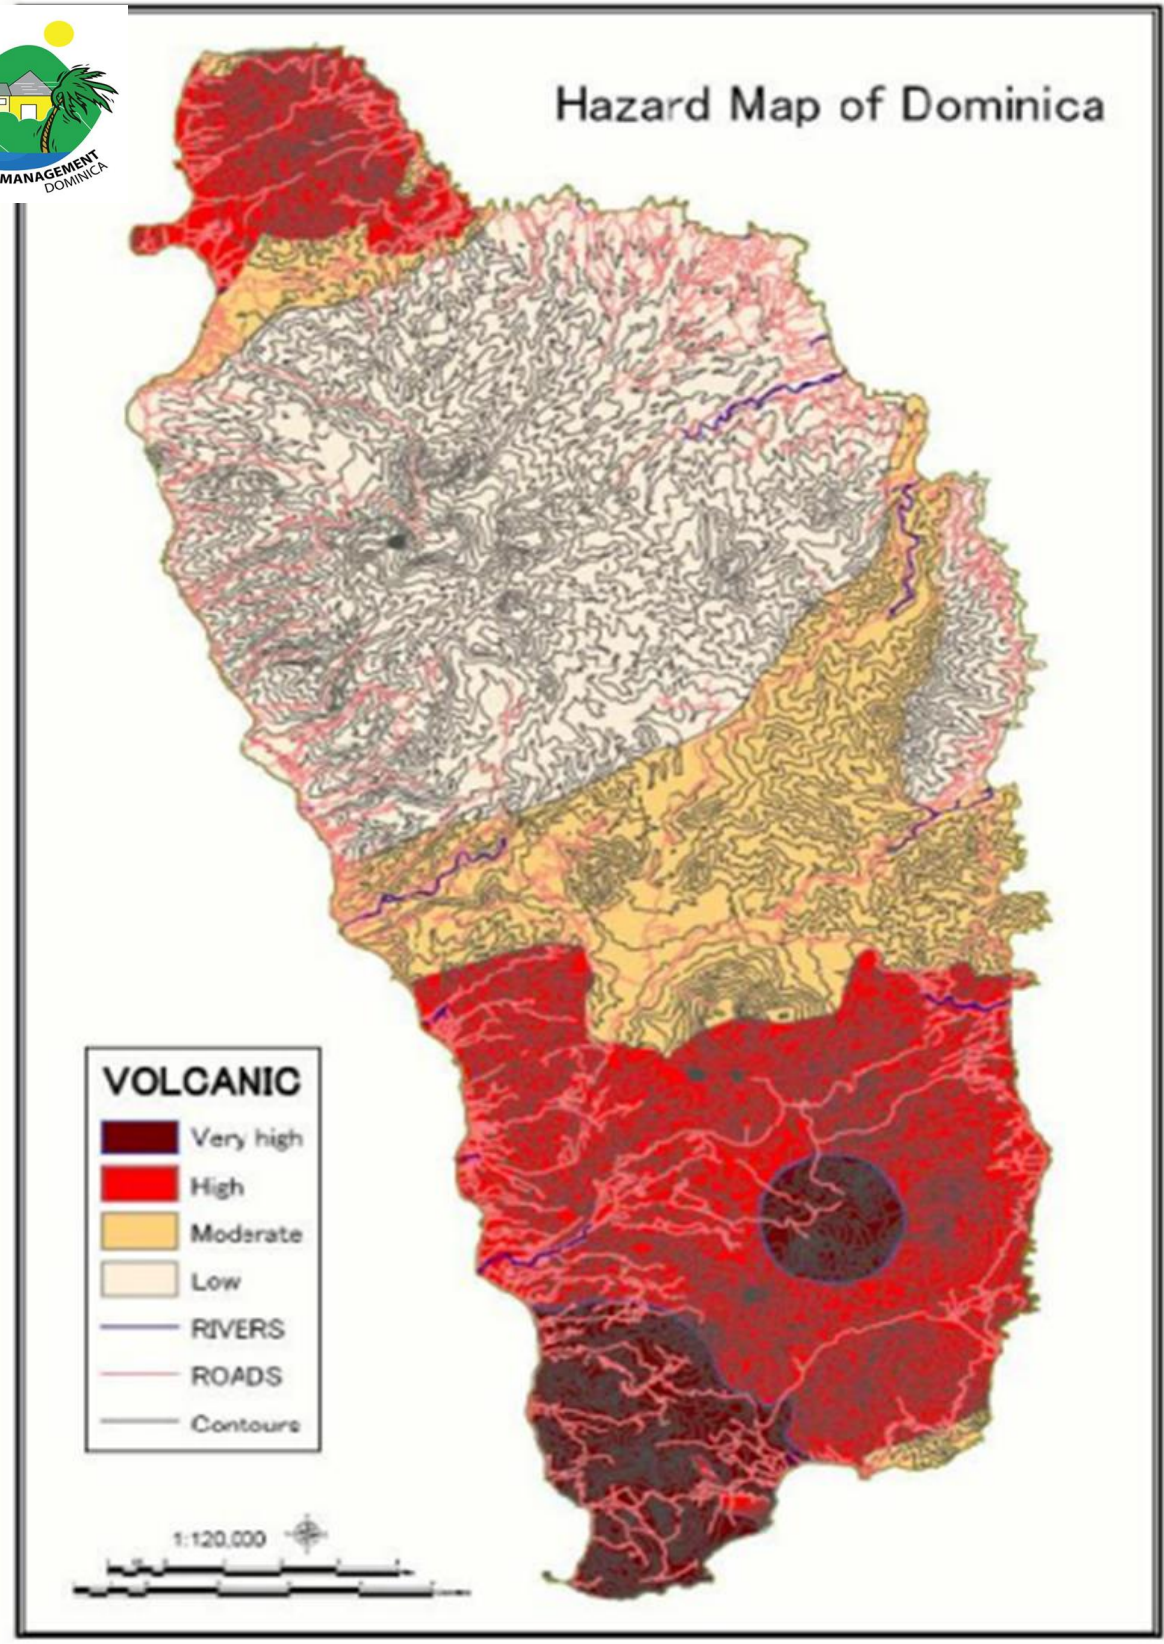 Hazard Map of Dominica
MANAGEMENT
DOMINICA
VOLCANIC
Very high
High
Moderate
Low
RIVERS
ROADS
Contours
1:120,000